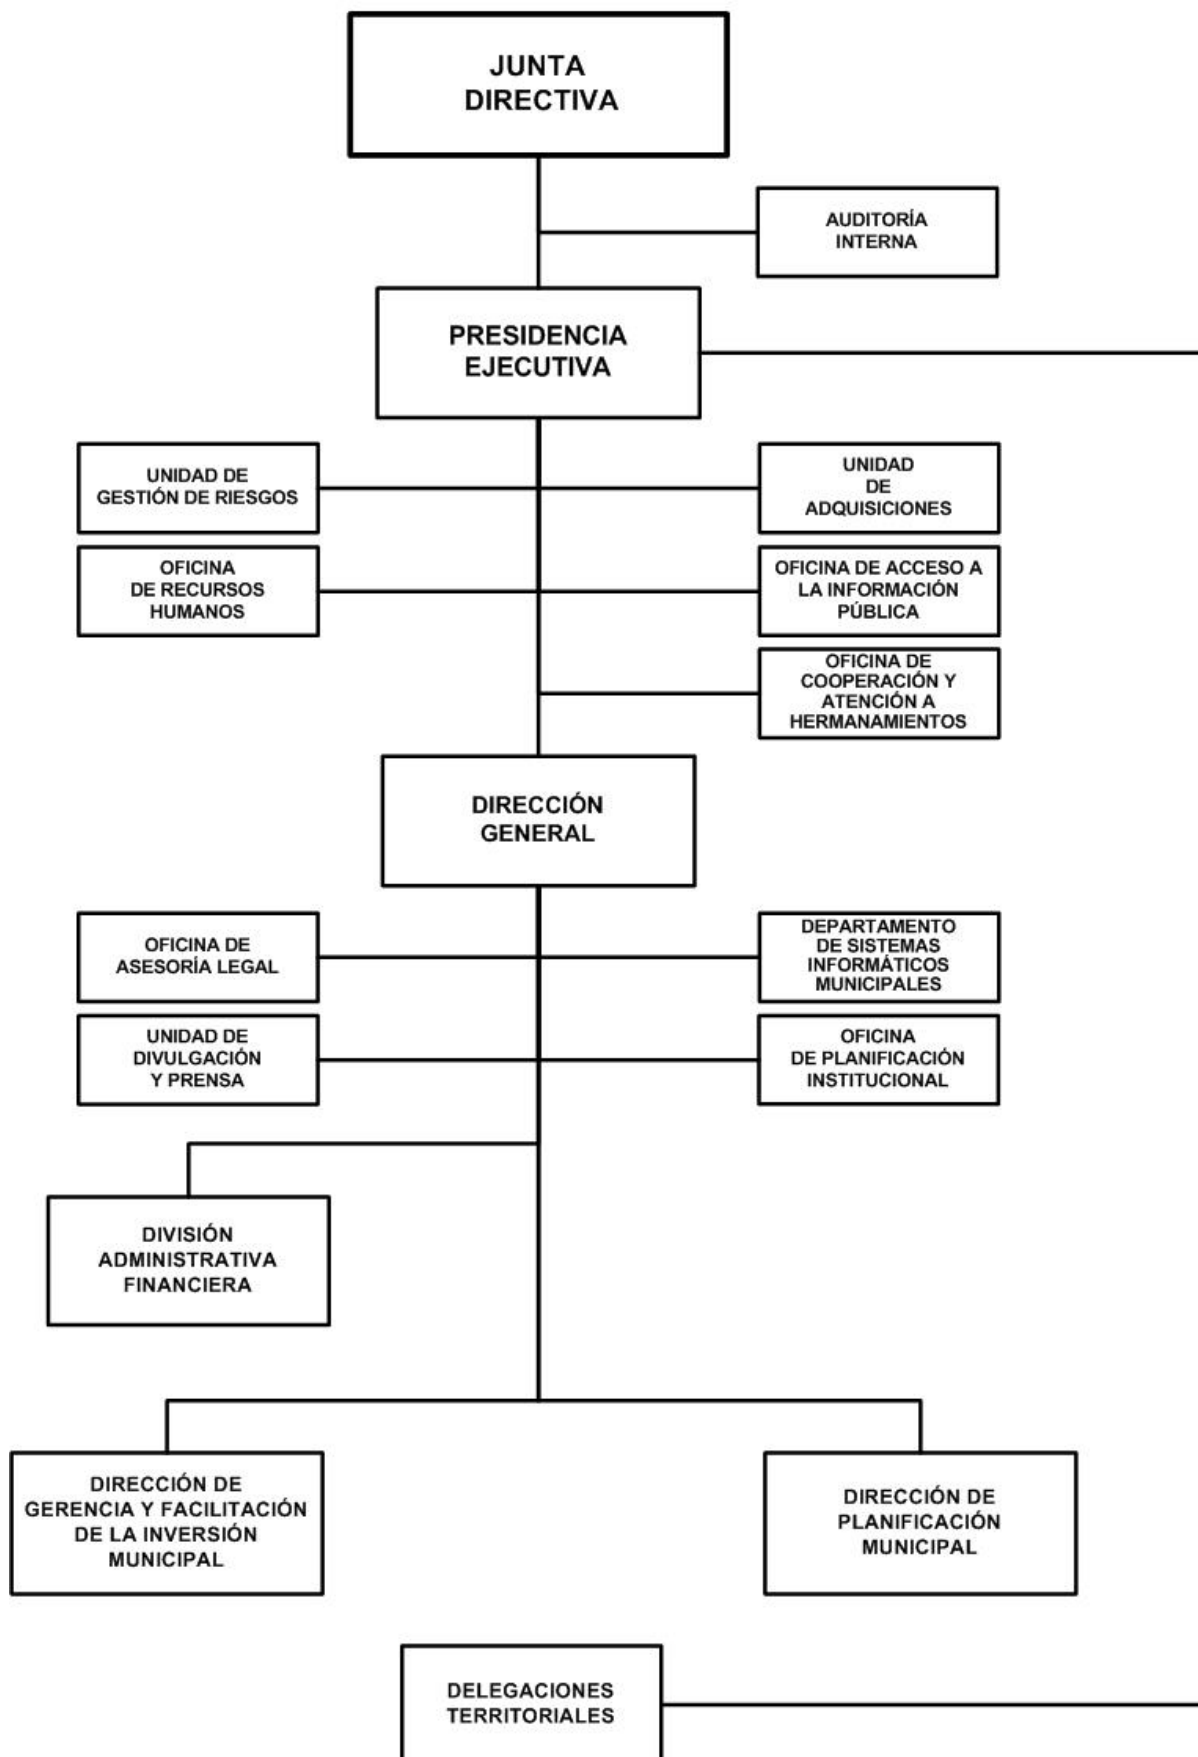 JUNTA
DIRECTIVA
AUDITORÍA
INTERNA
PRESIDENCIA
EJECUTIVA
UNIDAD DE
GESTIÓN DE RIESGOS
UNIDAD
DE
ADQUISICIONES
OFICINA
DE RECURSOS
HUMANOS
OFICINA DE ACCESO A
LA INFORMACIÓN
PÚBLICA
OFICINA DE
COOPERACIÓN Y
ATENCIÓN A
HERMANAMIENTOS
DIRECCIÓN
GENERAL
OFICINA DE
ASESORÍA LEGAL
DEPARTAMENTO
DE SISTEMAS
INFORMÁTICOS
MUNICIPALES
UNIDAD DE
DIVULGACIÓN
Y PRENSA
OFICINA
DE PLANIFICACIÓN
INSTITUCIONAL
DIVISIÓN
ADMINISTRATIVA
FINANCIERA
DIRECCIÓN DE
GERENCIA Y FACILITACIÓN
DE LA INVERSIÓN
MUNICIPAL
DIRECCIÓN DE
PLANIFICACIÓN
MUNICIPAL
DELEGACIONES
TERRITORIALES